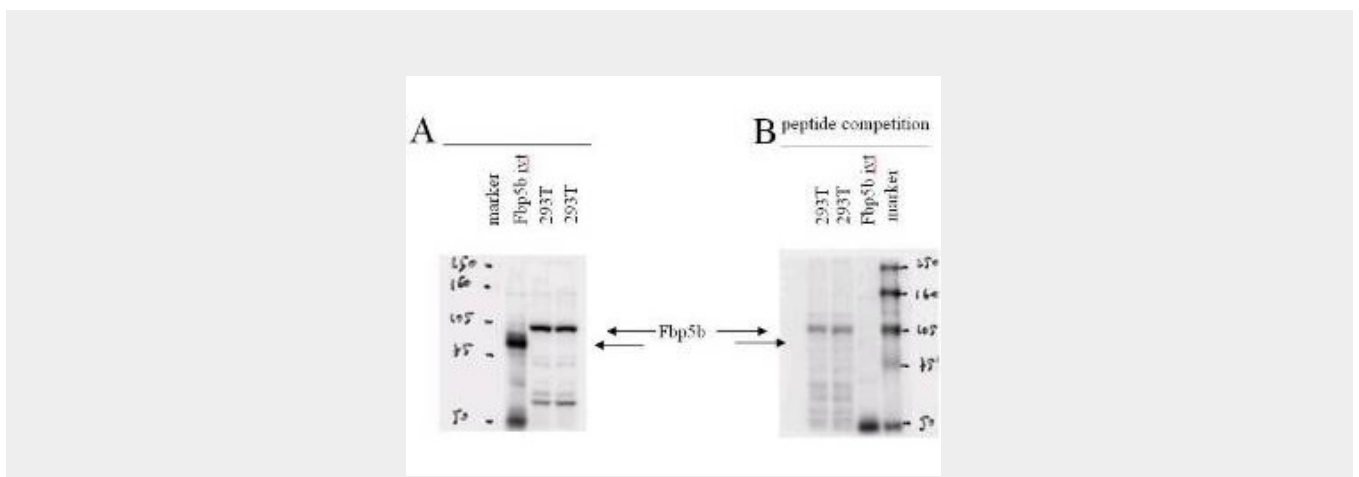 A
B peptide competition
marker
Fbp5b ivt
293T
293T
293T
293T
Fbp5b ivt
marker
250
160
105
75
50
Fbp5b
250
160
105
75
50